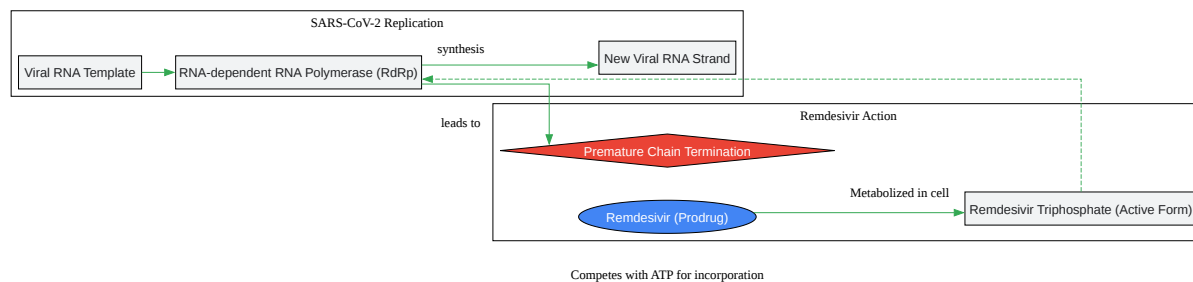 SARS-CoV-2 Replication
synthesis
Viral RNA Template
RNA-dependent RNA Polymerase (RdRp)
New Viral RNA Strand
Remdesivir Action
leads to
Premature Chain Termination
Metabolized in cell
Remdesivir (Prodrug)
Remdesivir Triphosphate (Active Form)
Competes with ATP for incorporation